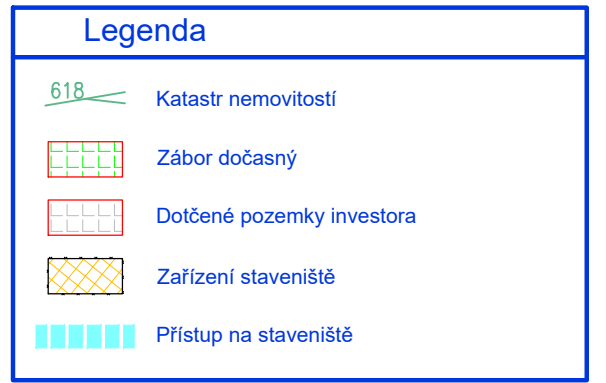 Legenda
618 Katastr nemovitostí
Zábor dočasný
Dotčené pozemky investora
Zařízení staveniště
Přístup na staveniště